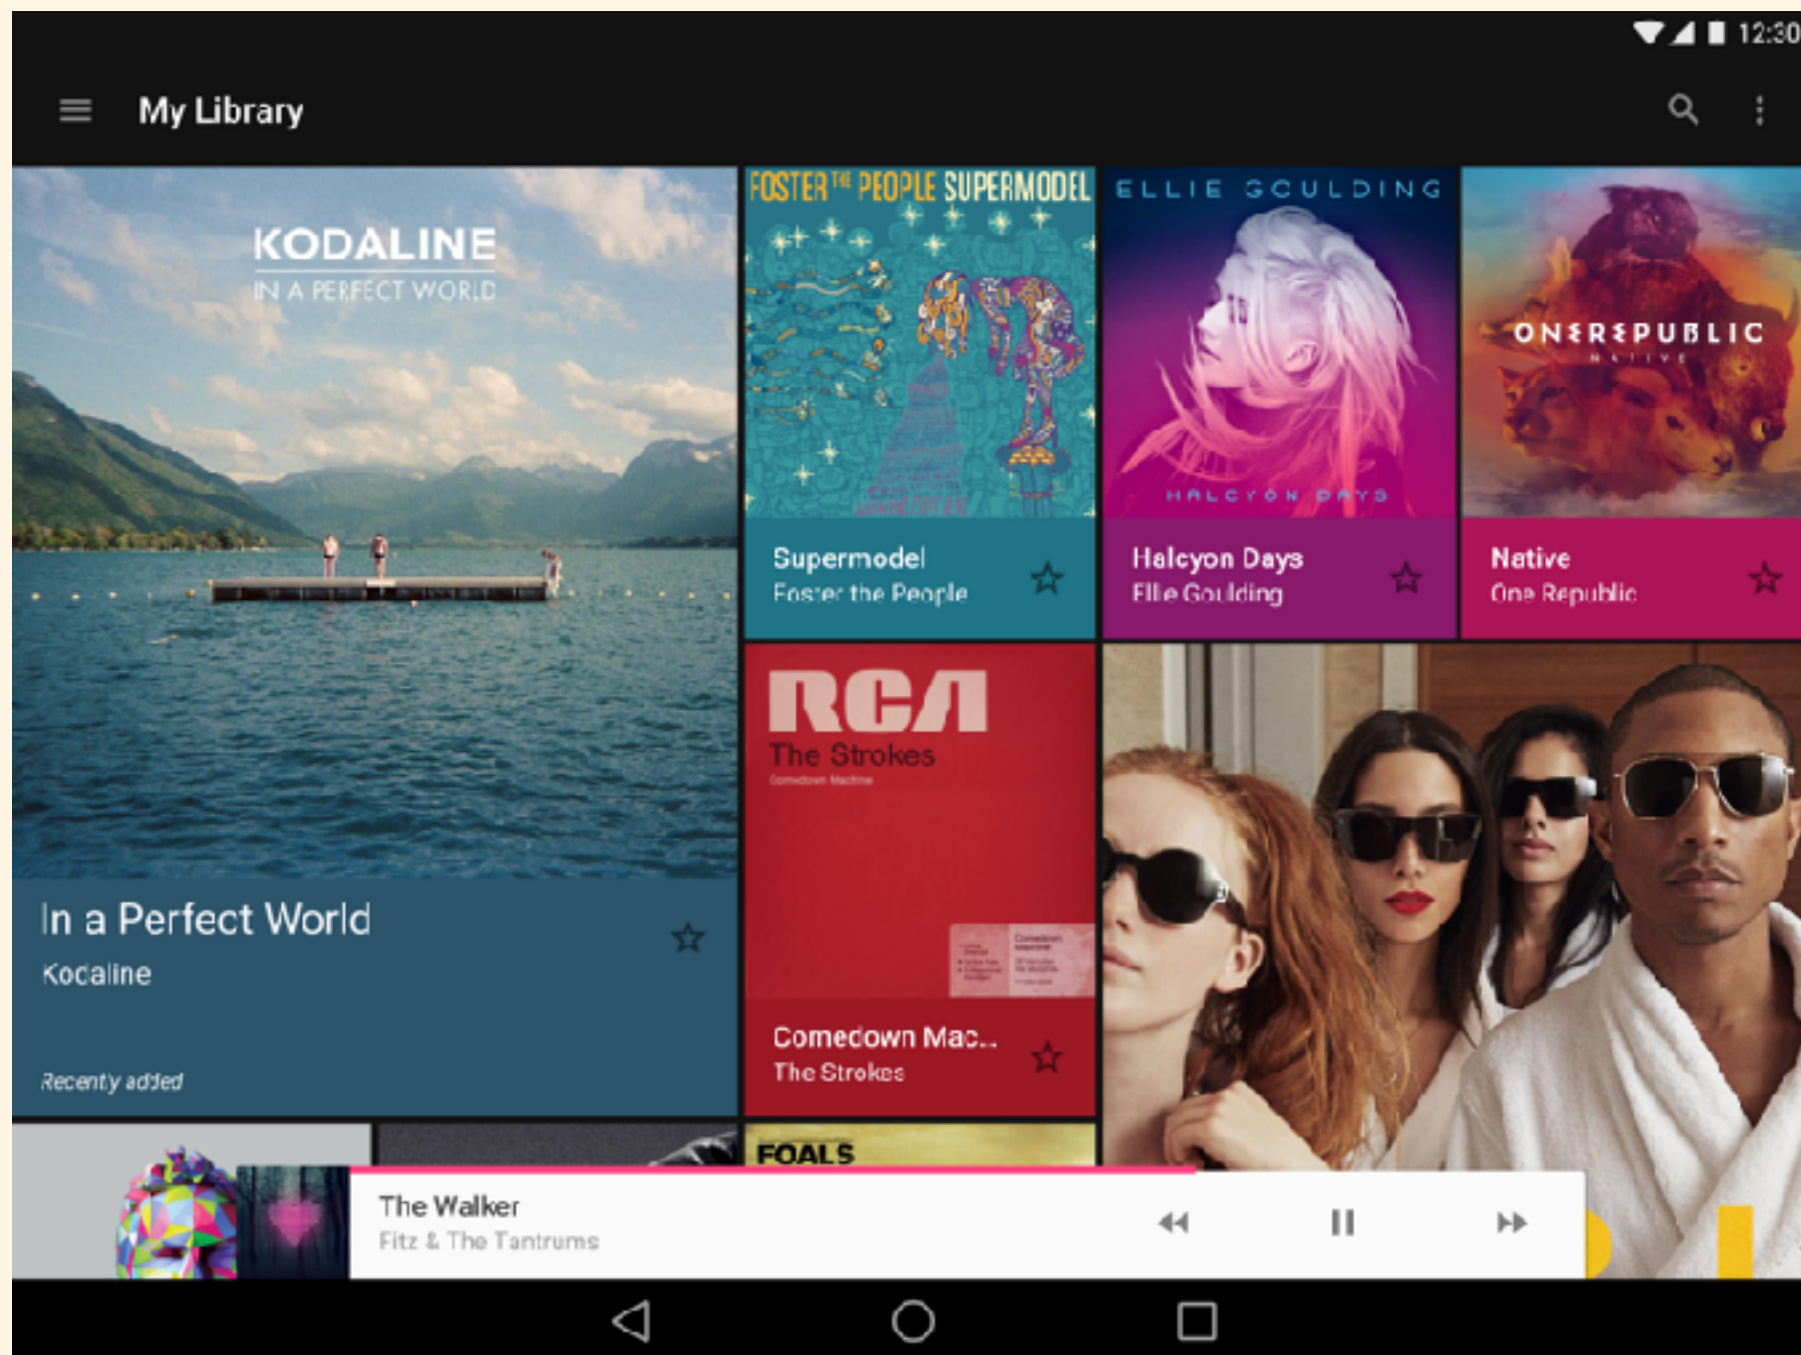 12:30
My Library
KODALINE
IN A PERFECT WORLD
In a Perfect World
Kodaline
Recently added
FOSTER THE PEOPLE SUPERMODEL
Supermodel
Foster the People
ELLIE GOULDING
HALCYON DAYS
Halcyon Days
Ellie Goulding
ONEREPUBLIC
NATIVE
Native
One Republic
RCA
The Strokes
Comedown Machine
Comedown
Machine
Comedown Mac...
The Strokes
FOALS
The Walker
Fitz & The Tantrums